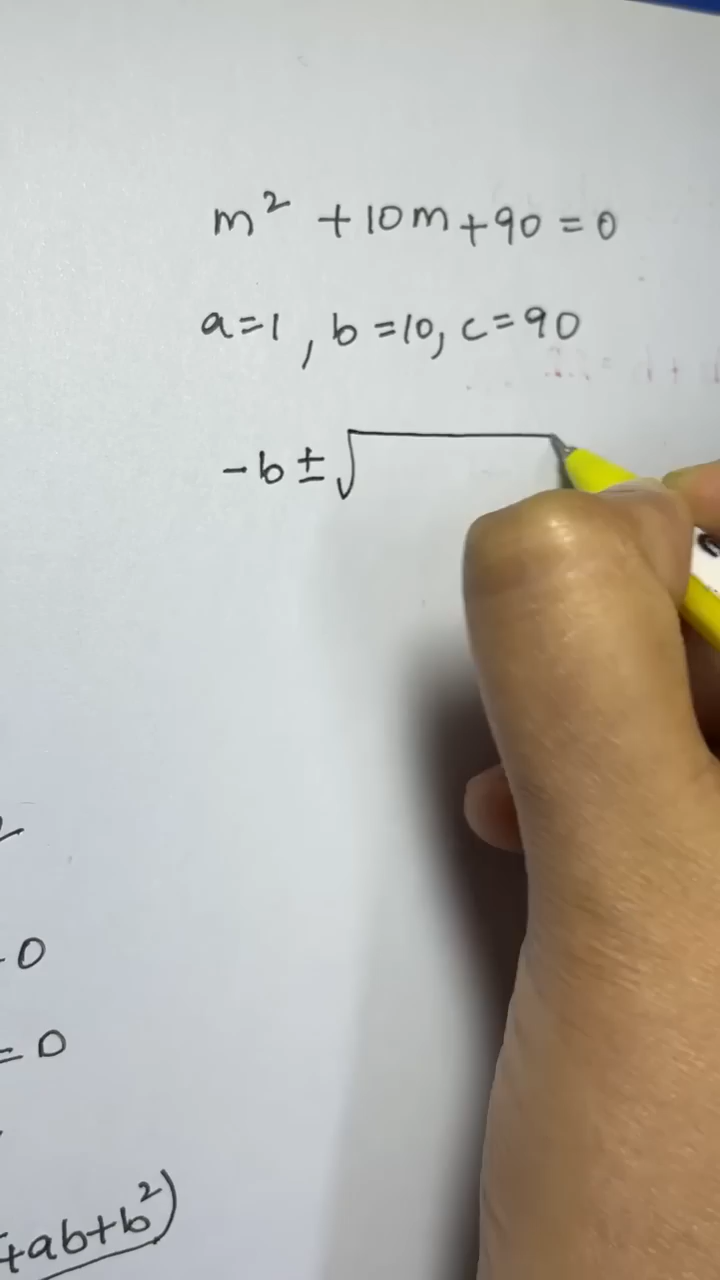 m² + 10m + 90 = 0
a = 1, b = 10, c = 90
-b ± √
0
= 0
+ab+b²)